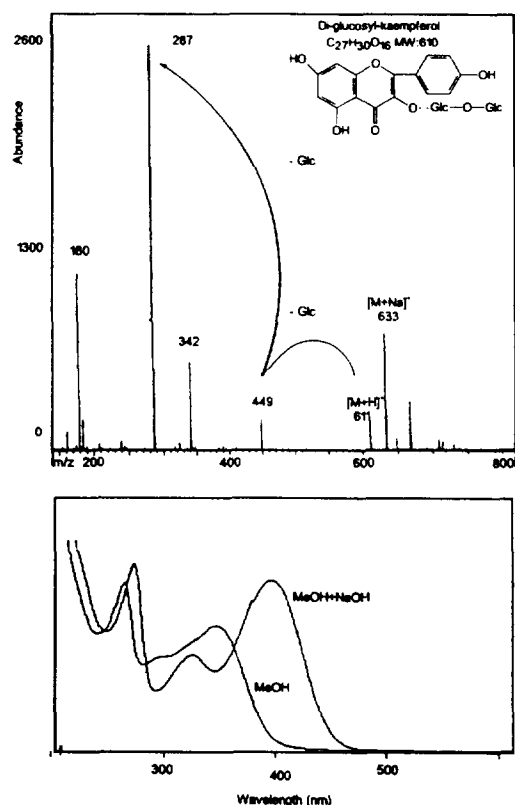 Di-glucosyl-kaempferol
C27H30O16 MW:610
HO
O
OH
O
Glc
O
Glc
OH
O
2600
287
Abundance
- Glc
1300
180
- Glc
[M+Na]+
633
342
449
[M+H]+
611
0
m/z 200 400 600 800
MeOH+NaOH
MeOH
300 400 500
Wavelength (nm)